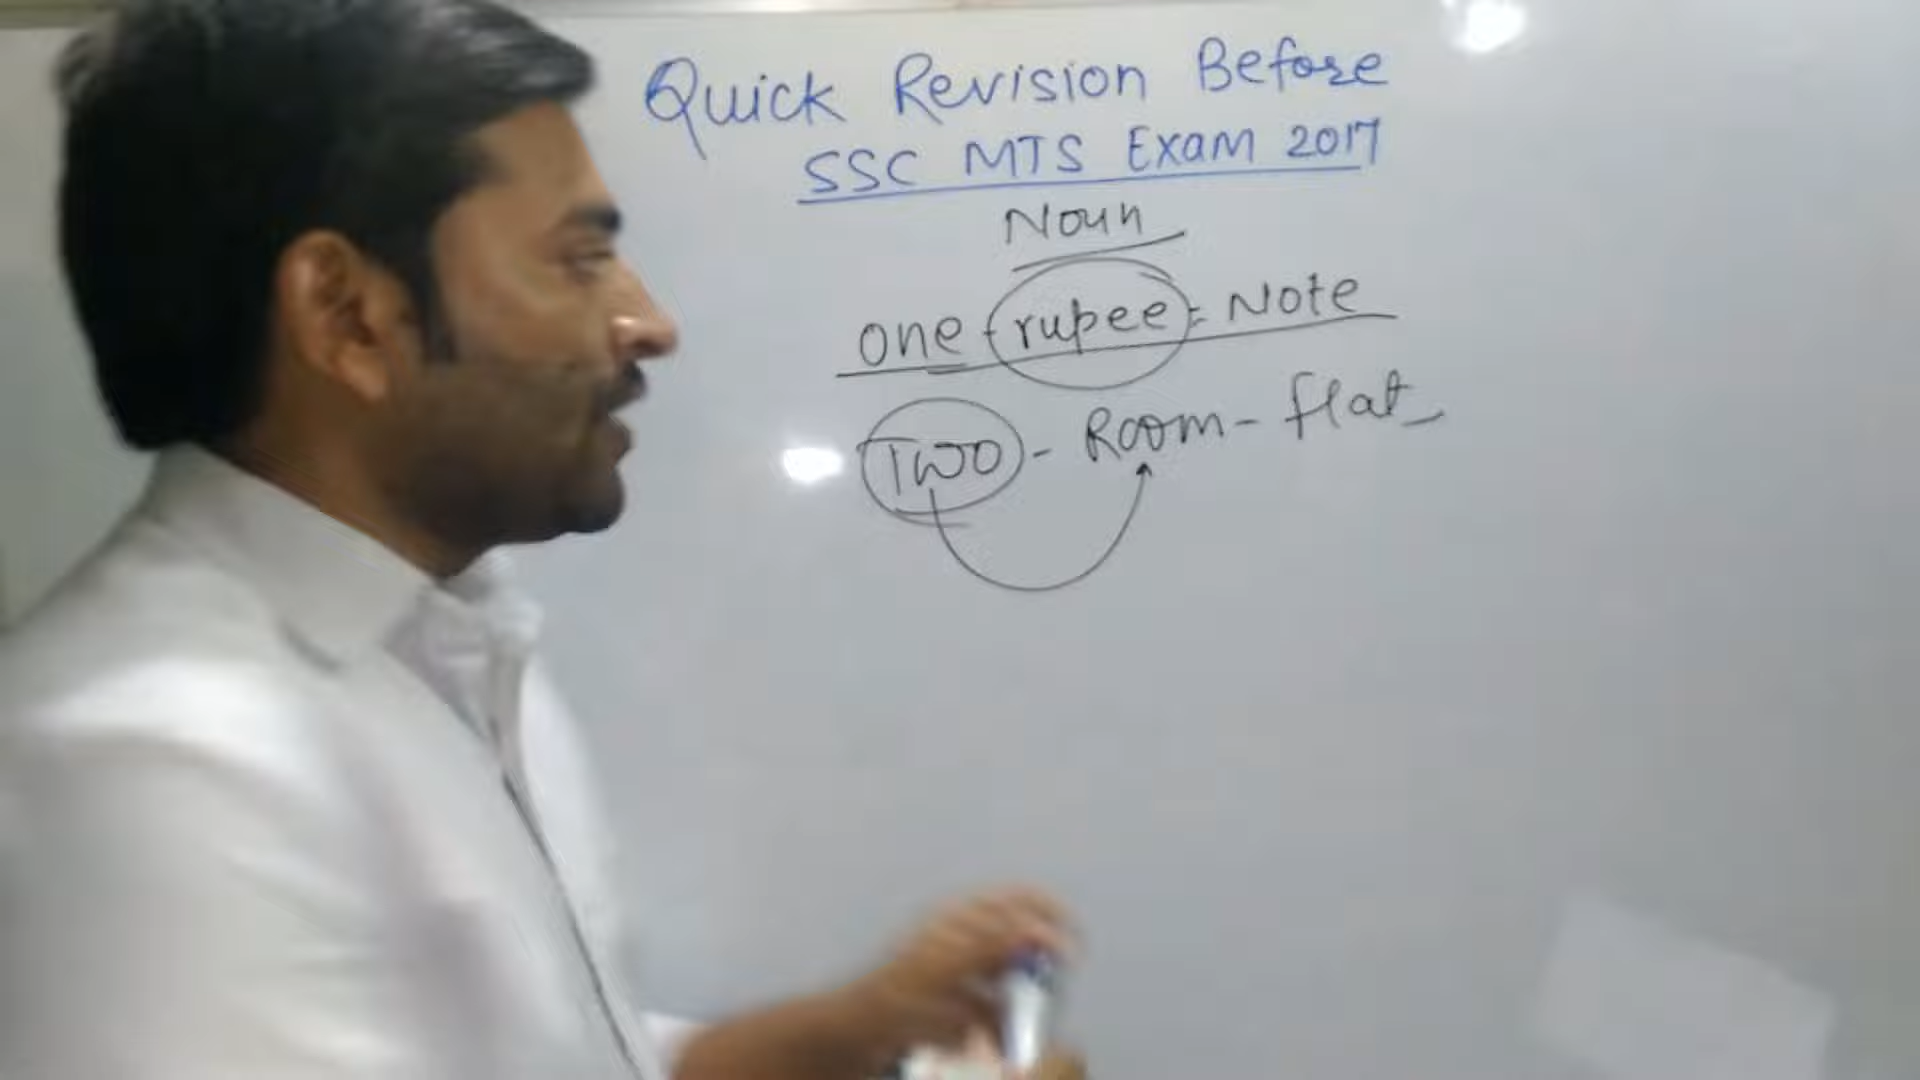 Quick Revision Before
SSC MTS Exam 2017
Noun
one - rupee = Note
Two - Room - flat